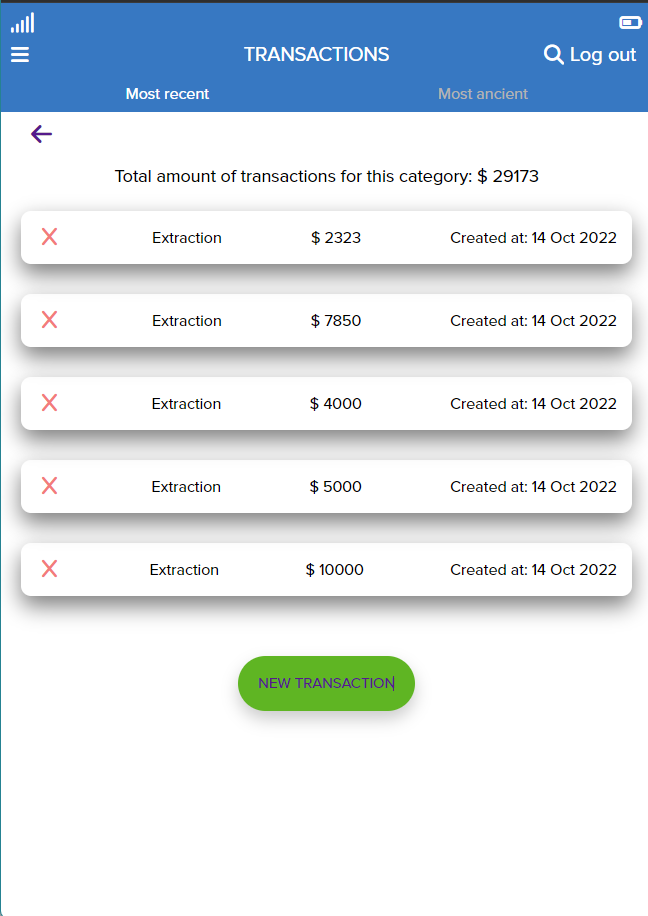 TRANSACTIONS Log out
Most recent Most ancient
Total amount of transactions for this category: $ 29173
X Extraction $ 2323 Created at: 14 Oct 2022
X Extraction $ 7850 Created at: 14 Oct 2022
X Extraction $ 4000 Created at: 14 Oct 2022
X Extraction $ 5000 Created at: 14 Oct 2022
X Extraction $ 10000 Created at: 14 Oct 2022
NEW TRANSACTION